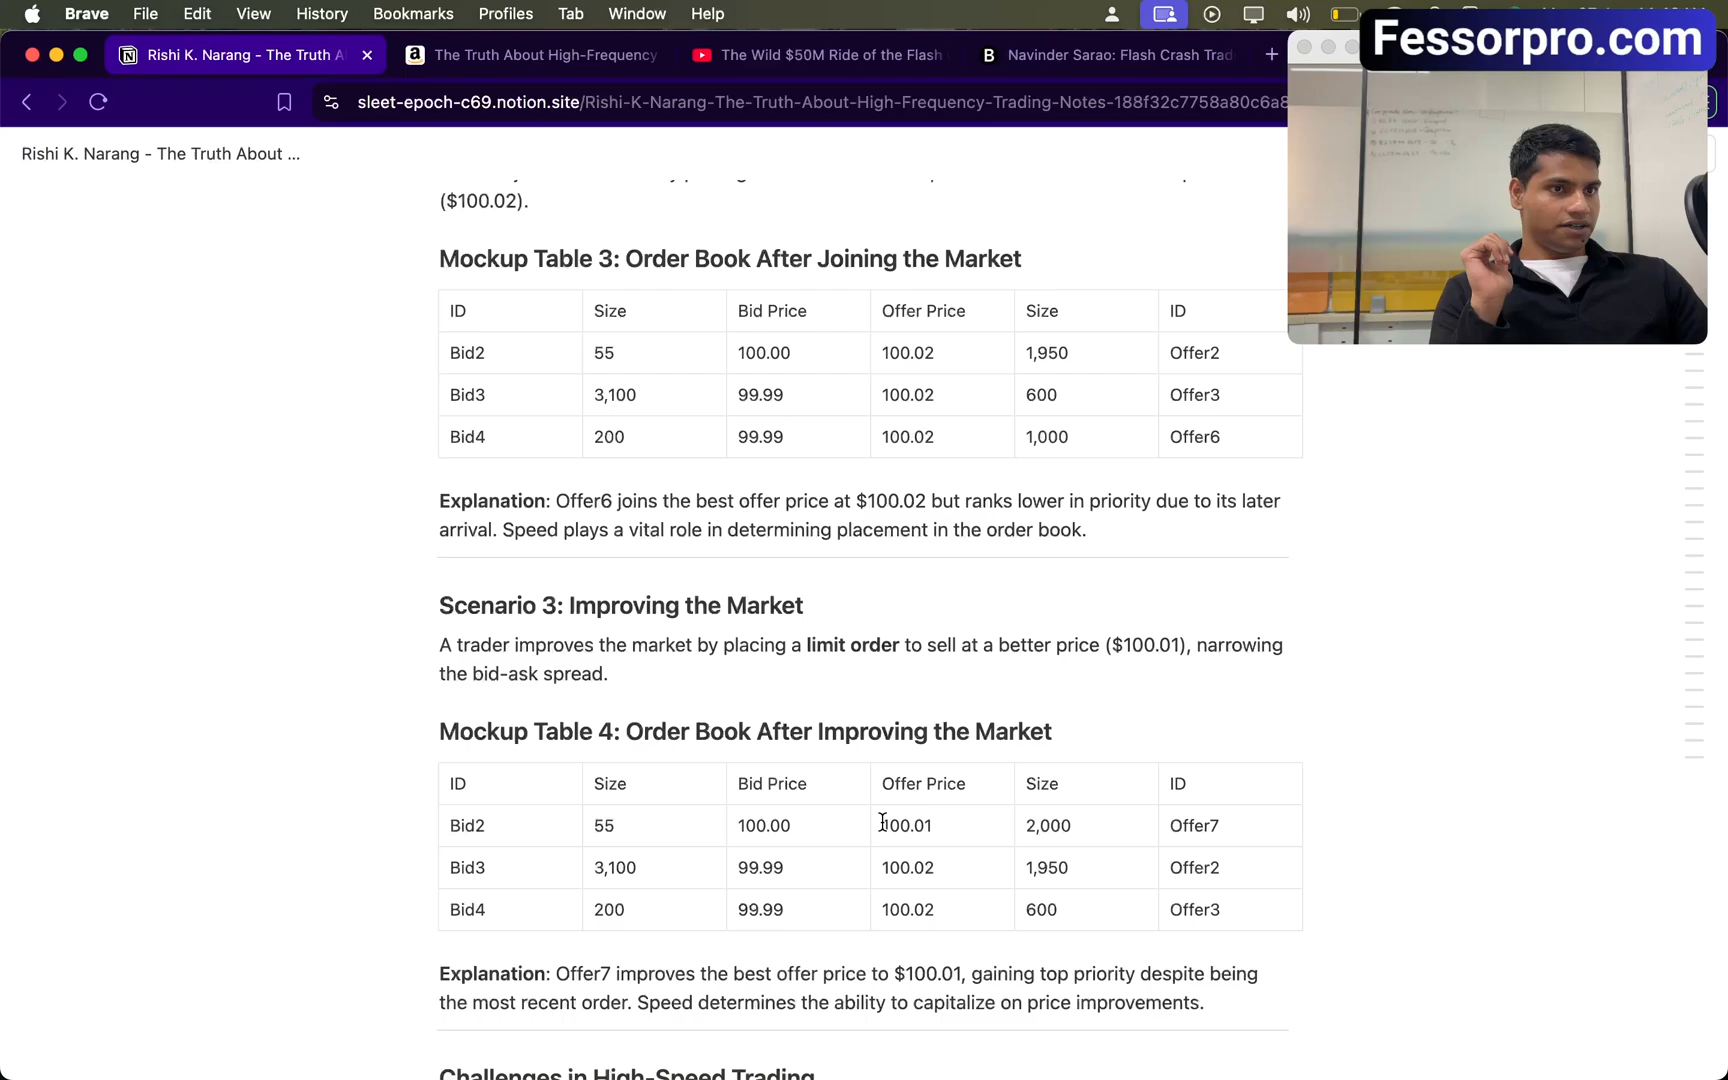 Brave File Edit View History Bookmarks Profiles Tab Window Help
Fessorpro.com
Rishi K. Narang - The Truth A
The Truth About High-Frequency
The Wild $50M Ride of the Flash
Navinder Sarao: Flash Crash Trad
sleet-epoch-c69.notion.site/Rishi-K-Narang-The-Truth-About-High-Frequency-Trading-Notes-188f32c7758a80c6a8
Rishi K. Narang - The Truth About ...
($100.02).
Mockup Table 3: Order Book After Joining the Market
ID Size Bid Price Offer Price Size ID
Bid2 55 100.00 100.02 1,950 Offer2
Bid3 3,100 99.99 100.02 600 Offer3
Bid4 200 99.99 100.02 1,000 Offer6
Explanation: Offer6 joins the best offer price at $100.02 but ranks lower in priority due to its later
arrival. Speed plays a vital role in determining placement in the order book.
Scenario 3: Improving the Market
A trader improves the market by placing a limit order to sell at a better price ($100.01), narrowing
the bid-ask spread.
Mockup Table 4: Order Book After Improving the Market
ID Size Bid Price Offer Price Size ID
Bid2 55 100.00 100.01 2,000 Offer7
Bid3 3,100 99.99 100.02 1,950 Offer2
Bid4 200 99.99 100.02 600 Offer3
Explanation: Offer7 improves the best offer price to $100.01, gaining top priority despite being
the most recent order. Speed determines the ability to capitalize on price improvements.
Challenges in High-Speed Trading